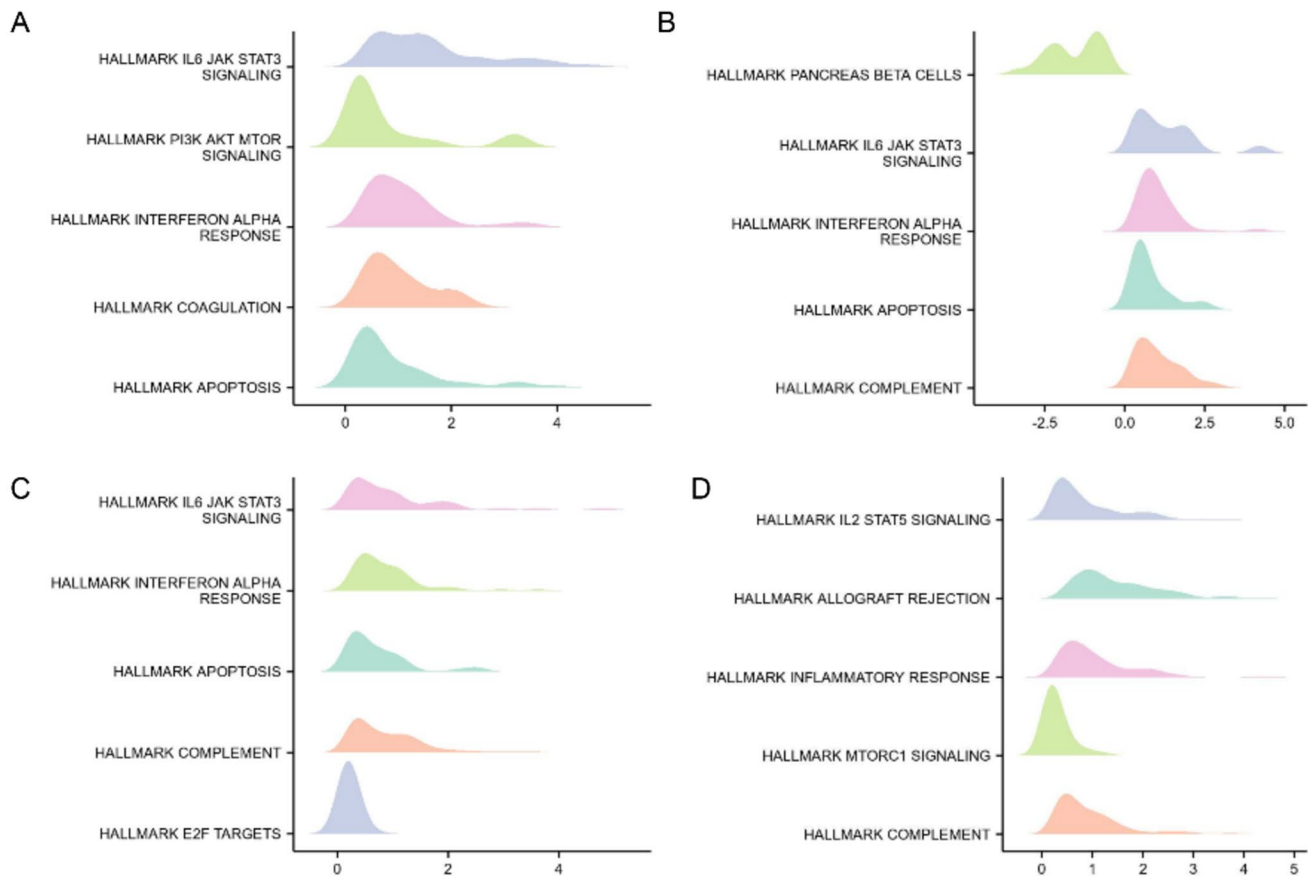 A
HALLMARK IL6 JAK STAT3
SIGNALING
HALLMARK PI3K AKT MTOR
SIGNALING
HALLMARK INTERFERON ALPHA
RESPONSE
HALLMARK COAGULATION
HALLMARK APOPTOSIS
0 2 4
B
HALLMARK PANCREAS BETA CELLS
HALLMARK IL6 JAK STAT3
SIGNALING
HALLMARK INTERFERON ALPHA
RESPONSE
HALLMARK APOPTOSIS
HALLMARK COMPLEMENT
-2.5 0.0 2.5 5.0
C
HALLMARK IL6 JAK STAT3
SIGNALING
HALLMARK INTERFERON ALPHA
RESPONSE
HALLMARK APOPTOSIS
HALLMARK COMPLEMENT
HALLMARK E2F TARGETS
0 2 4
D
HALLMARK IL2 STAT5 SIGNALING
HALLMARK ALLOGRAFT REJECTION
HALLMARK INFLAMMATORY RESPONSE
HALLMARK MTORC1 SIGNALING
HALLMARK COMPLEMENT
0 1 2 3 4 5